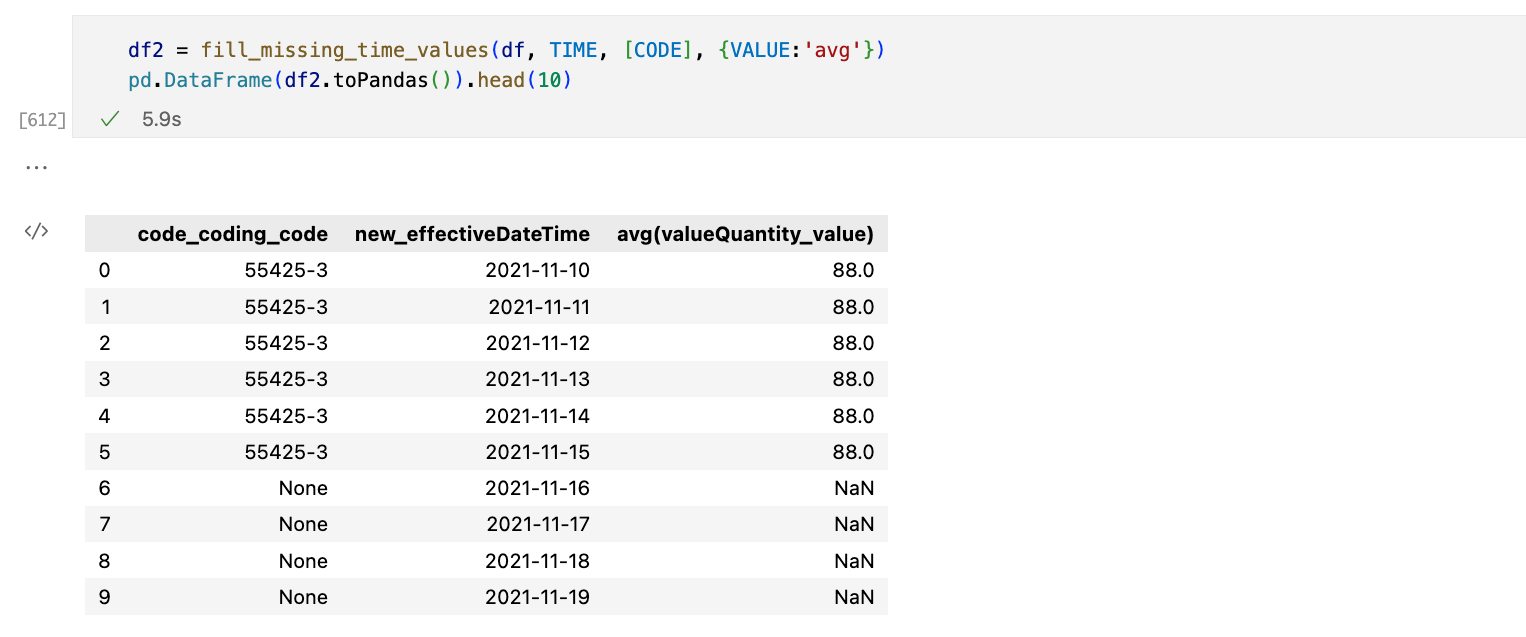 df2 = fill_missing_time_values(df, TIME, [CODE], {VALUE:'avg'})
pd.DataFrame(df2.toPandas()).head(10)
[612] ✓ 5.9s
...
</>
code_coding_code new_effectiveDateTime avg(valueQuantity_value)
0 55425-3 2021-11-10 88.0
1 55425-3 2021-11-11 88.0
2 55425-3 2021-11-12 88.0
3 55425-3 2021-11-13 88.0
4 55425-3 2021-11-14 88.0
5 55425-3 2021-11-15 88.0
6 None 2021-11-16 NaN
7 None 2021-11-17 NaN
8 None 2021-11-18 NaN
9 None 2021-11-19 NaN